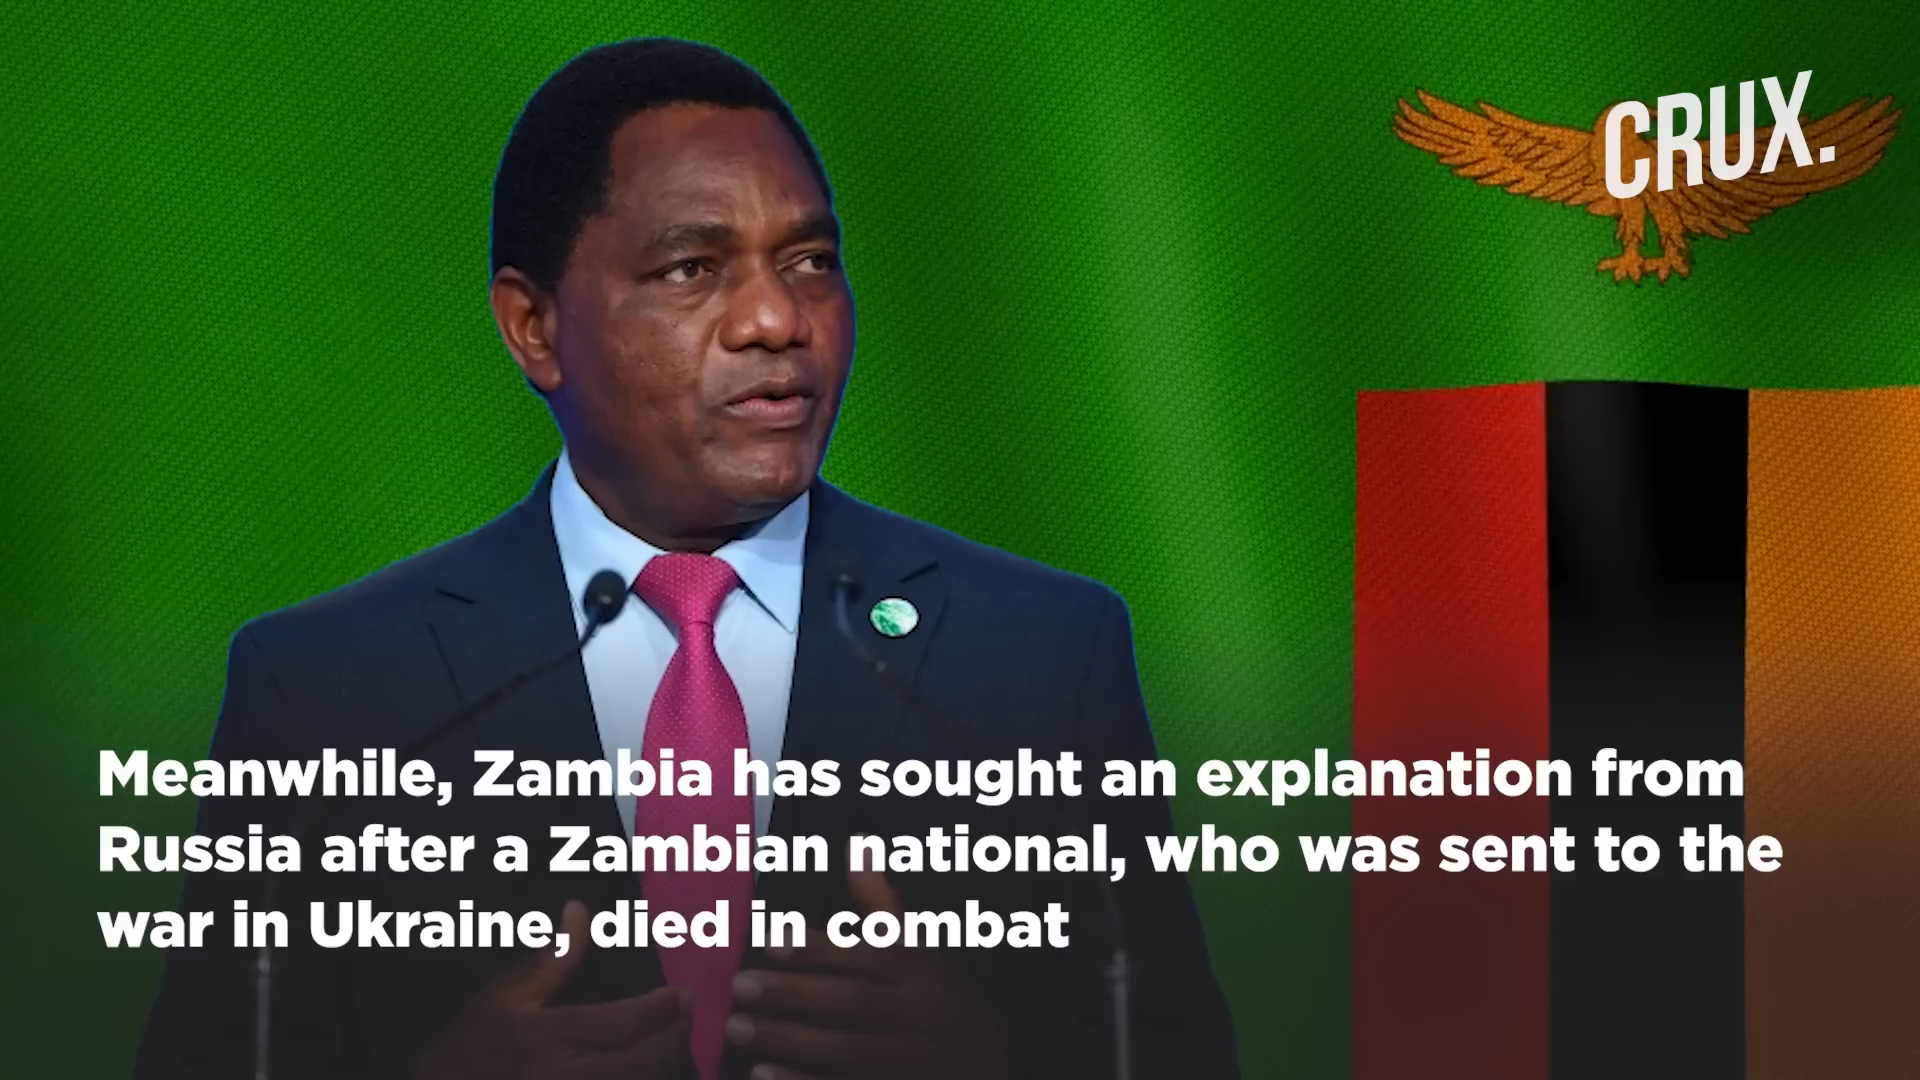 CRUX.
Meanwhile, Zambia has sought an explanation from
Russia after a Zambian national, who was sent to the
war in Ukraine, died in combat